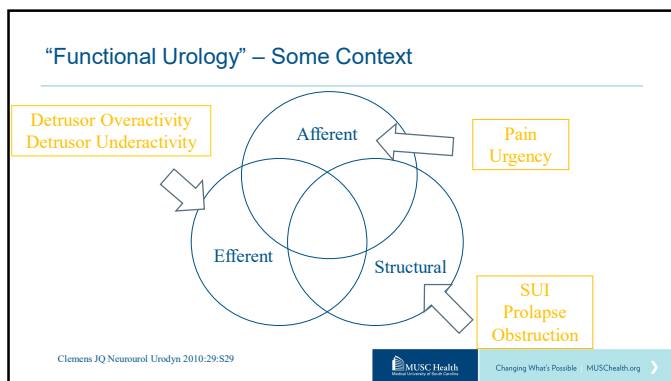 “Functional Urology” – Some Context
Detrusor Overactivity
Detrusor Underactivity
Afferent
Pain
Urgency
Efferent
Structural
SUI
Prolapse
Obstruction
Clemens JQ Neurourol Urodyn 2010:29:S29
MUSC Health
Medical University of South Carolina
Changing What's Possible | MUSChealth.org